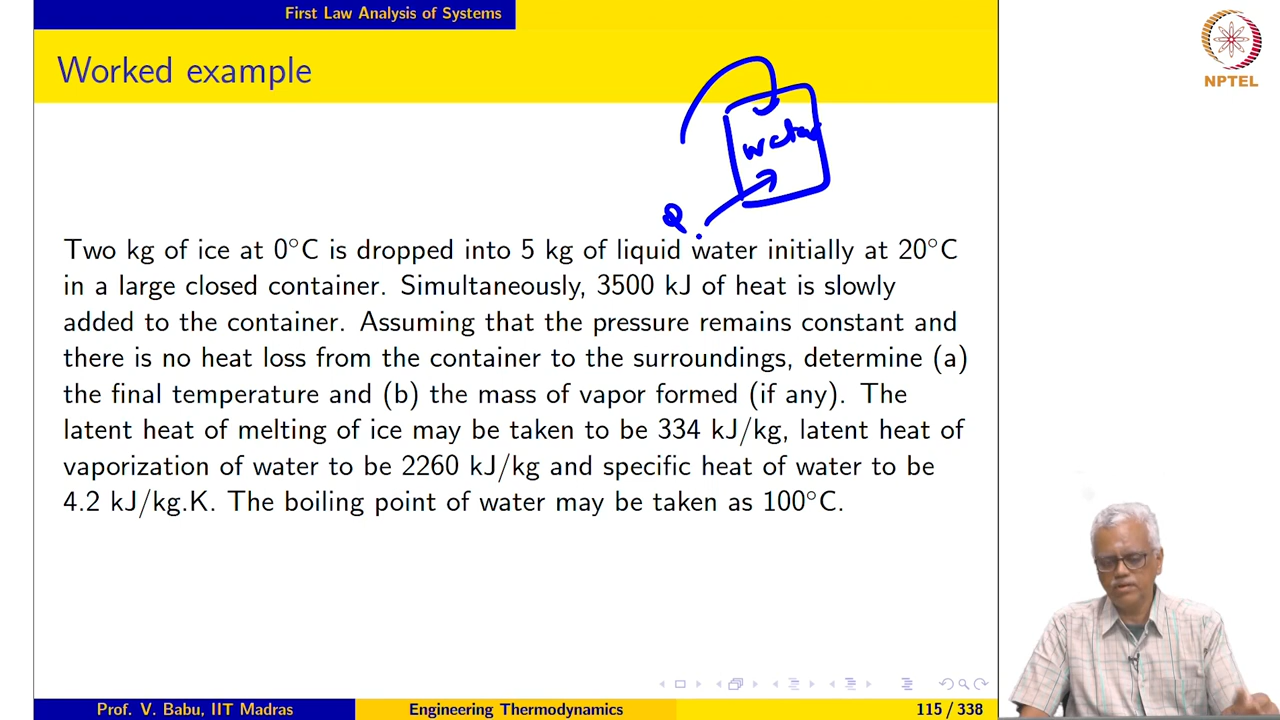 First Law Analysis of Systems
Worked example
NPTEL
water
Q
Two kg of ice at 0°C is dropped into 5 kg of liquid water initially at 20°C
in a large closed container. Simultaneously, 3500 kJ of heat is slowly
added to the container. Assuming that the pressure remains constant and
there is no heat loss from the container to the surroundings, determine (a)
the final temperature and (b) the mass of vapor formed (if any). The
latent heat of melting of ice may be taken to be 334 kJ/kg, latent heat of
vaporization of water to be 2260 kJ/kg and specific heat of water to be
4.2 kJ/kg.K. The boiling point of water may be taken as 100°C.
Prof. V. Babu, IIT Madras Engineering Thermodynamics 115 / 338